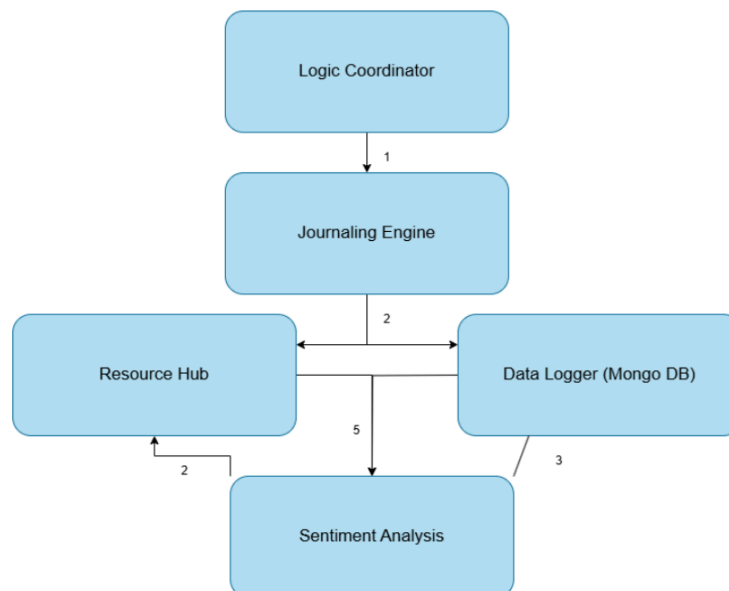 Logic Coordinator
1
Journaling Engine
2
Resource Hub
Data Logger (Mongo DB)
5
2
3
Sentiment Analysis